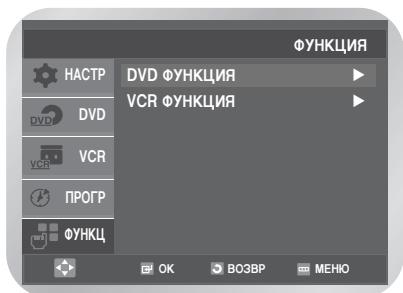 ФУНКЦИЯ
НАСТР
DVD ФУНКЦИЯ ►
DVD DVD
VCR ФУНКЦИЯ ►
VCR VCR
ПРОГР
ФУНКЦ
OK ВОЗВР МЕНЮ